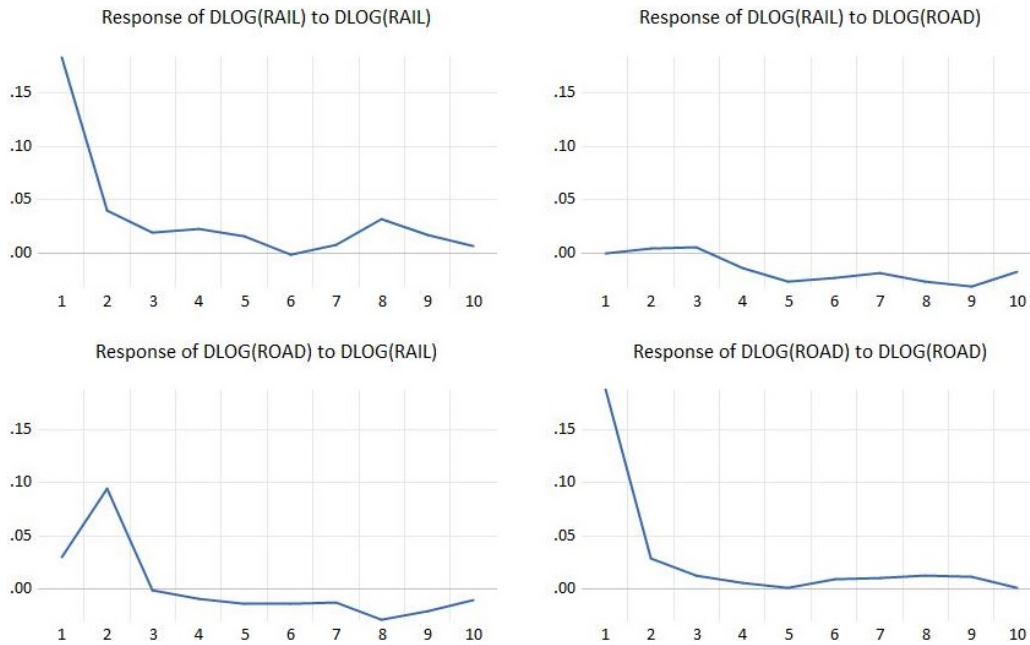 Response of DLOG(RAIL) to DLOG(RAIL)
.15
.10
.05
.00
1 2 3 4 5 6 7 8 9 10
Response of DLOG(RAIL) to DLOG(ROAD)
.15
.10
.05
.00
1 2 3 4 5 6 7 8 9 10
Response of DLOG(ROAD) to DLOG(RAIL)
.15
.10
.05
.00
1 2 3 4 5 6 7 8 9 10
Response of DLOG(ROAD) to DLOG(ROAD)
.15
.10
.05
.00
1 2 3 4 5 6 7 8 9 10